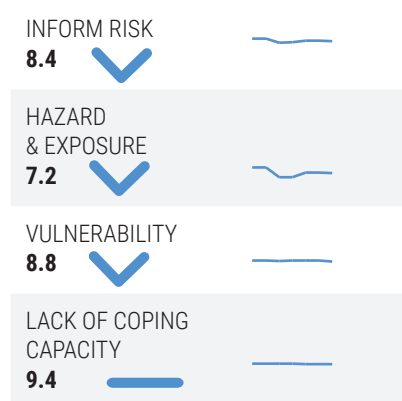 INFORM RISK
8.4
HAZARD
& EXPOSURE
7.2
VULNERABILITY
8.8
LACK OF COPING
CAPACITY
9.4